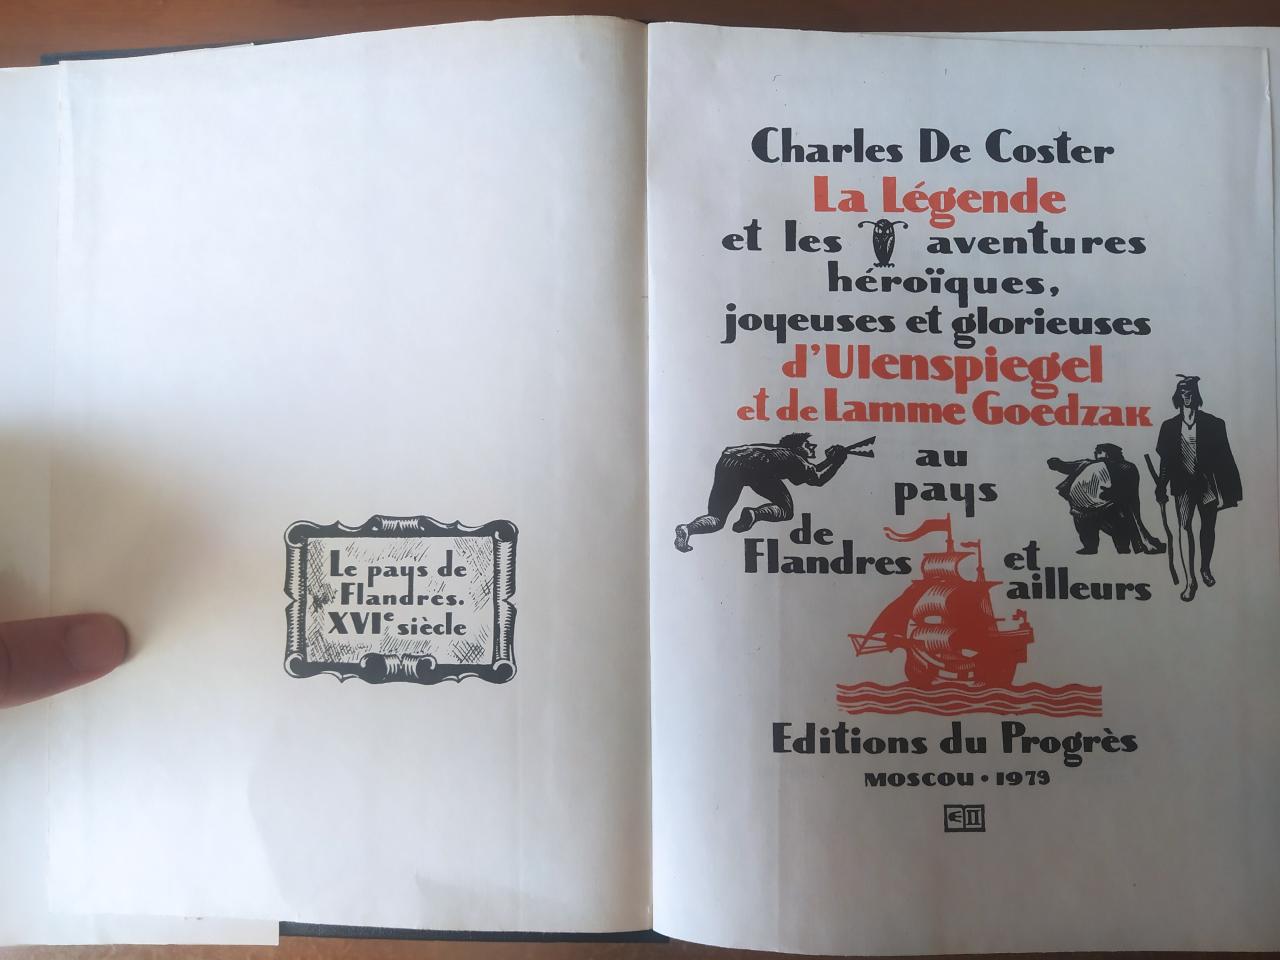 Le pays de
Flandres.
XVIe siècle
Charles De Coster
La Légende
et les aventures
héroïques,
joyeuses et glorieuses
d'Ulenspiegel
et de Lamme Goedzak
au
pays
de
Flandres
et
ailleurs
Editions du Progrès
Moscou • 1979